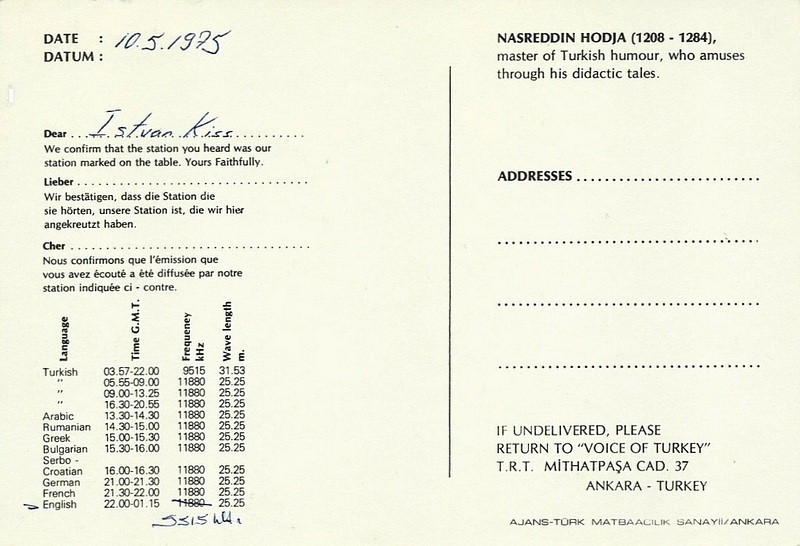 DATE : 10.5.1975
DATUM :
Dear ... Istvan Kiss ..........
We confirm that the station you heard was our
station marked on the table. Yours Faithfully.
Lieber ................................
Wir bestätigen, dass die Station die
sie hörten, unsere Station ist, die wir hier
angekreutzt haben.
Cher ..................................
Nous confirmons que l'émission que
vous avez écouté a été diffusée par notre
station indiquée ci - contre.
Language Time G.M.T. Frequeney kHz Wave length m.
Turkish 03.57-22.00 9515 31.53
" 05.55-09.00 11880 25.25
" 09.00-13.25 11880 25.25
" 16.30-20.55 11880 25.25
Arabic 13.30-14.30 11880 25.25
Rumanian 14.30-15.00 11880 25.25
Greek 15.00-15.30 11880 25.25
Bulgarian 15.30-16.00 11880 25.25
Serbo -
Croatian 16.00-16.30 11880 25.25
German 21.00-21.30 11880 25.25
French 21.30-22.00 11880 25.25
English 22.00-01.15 11880 25.25
NASREDDIN HODJA (1208 - 1284),
master of Turkish humour, who amuses
through his didactic tales.
ADDRESSES ..............................
IF UNDELIVERED, PLEASE
RETURN TO "VOICE OF TURKEY"
T.R.T. MİTHATPAŞA CAD. 37
ANKARA - TURKEY
AJANS-TÜRK MATBAACILIK SANAYİİ/ANKARA